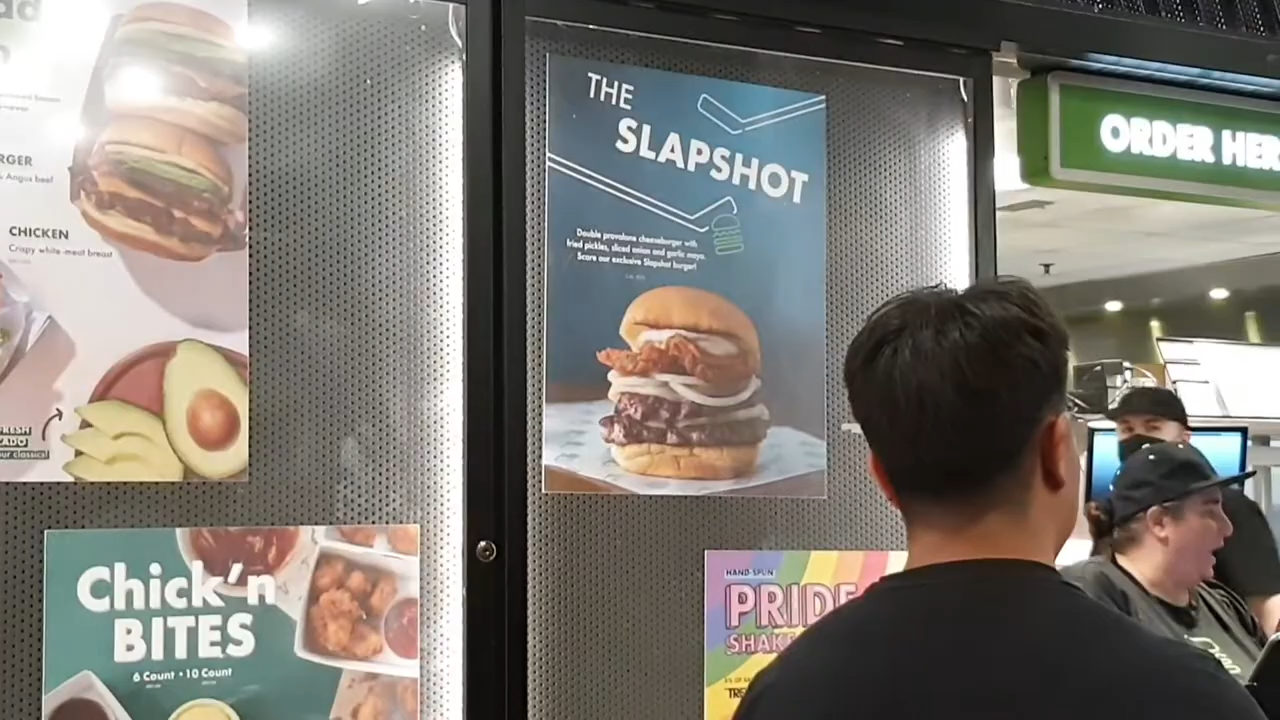 ad
RGER
Angus beef
CHICKEN
Crispy white-meat breast
our classics!
Chick'n
BITES
6 Count • 10 Count
THE
SLAPSHOT
Double provolone cheeseburger with
fried pickles, sliced onion and garlic mayo.
Score our exclusive Slapshot burger!
HAND-SPUN
PRIDE
SHAKE
ORDER HER